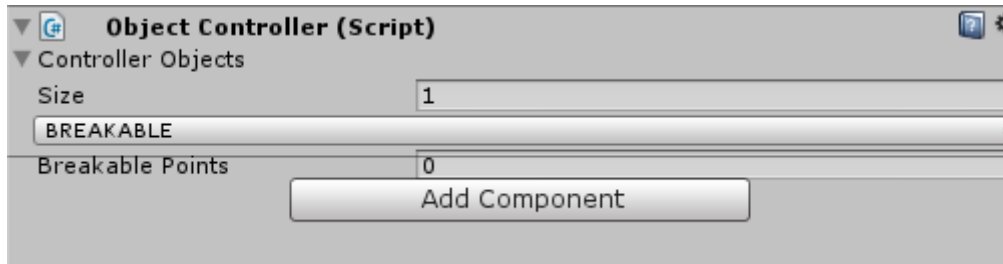 Object Controller (Script)
Controller Objects
Size 1
BREAKABLE
Breakable Points 0
Add Component